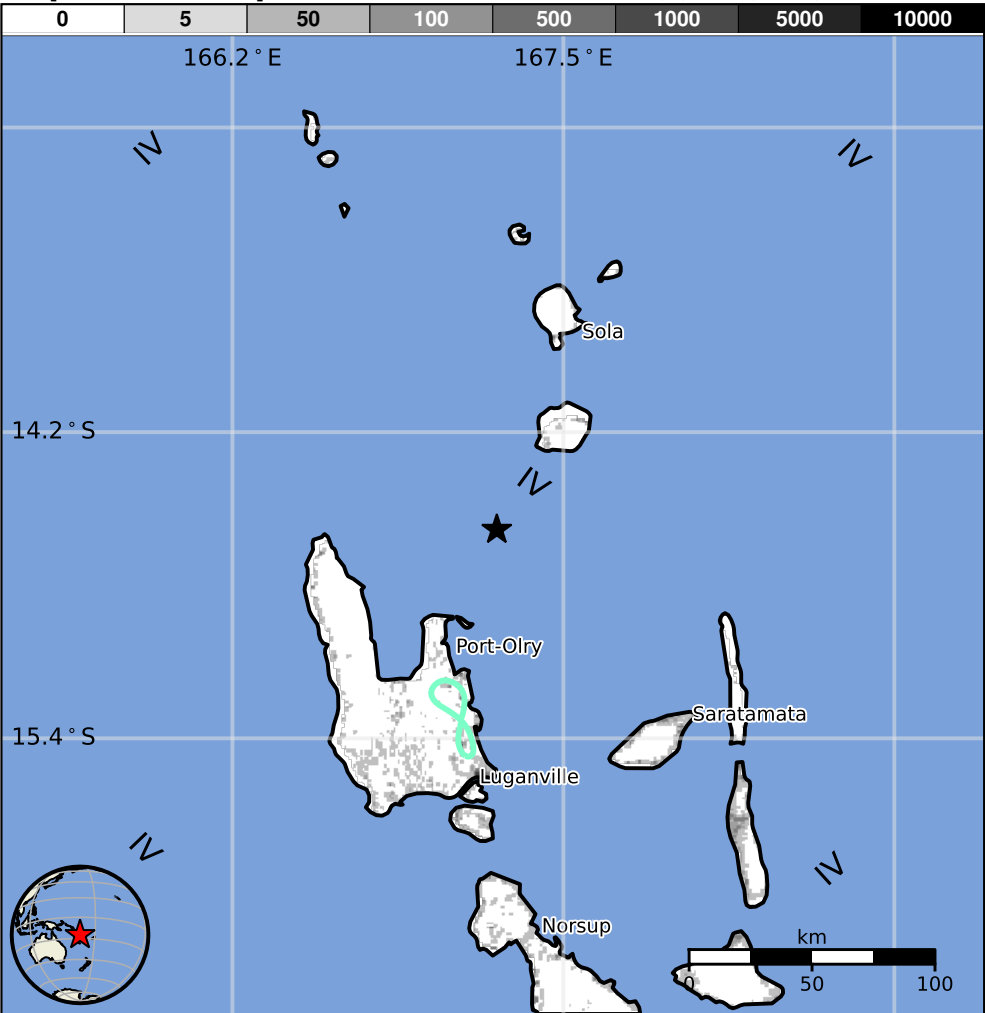 0 5 50 100 500 1000 5000 10000
166.2°E 167.5°E
IV IV
Sola
14.2°S
IV
Port-Olry
Saratamata
15.4°S
Luganville
IV IV
Norsup
km
0 50 100